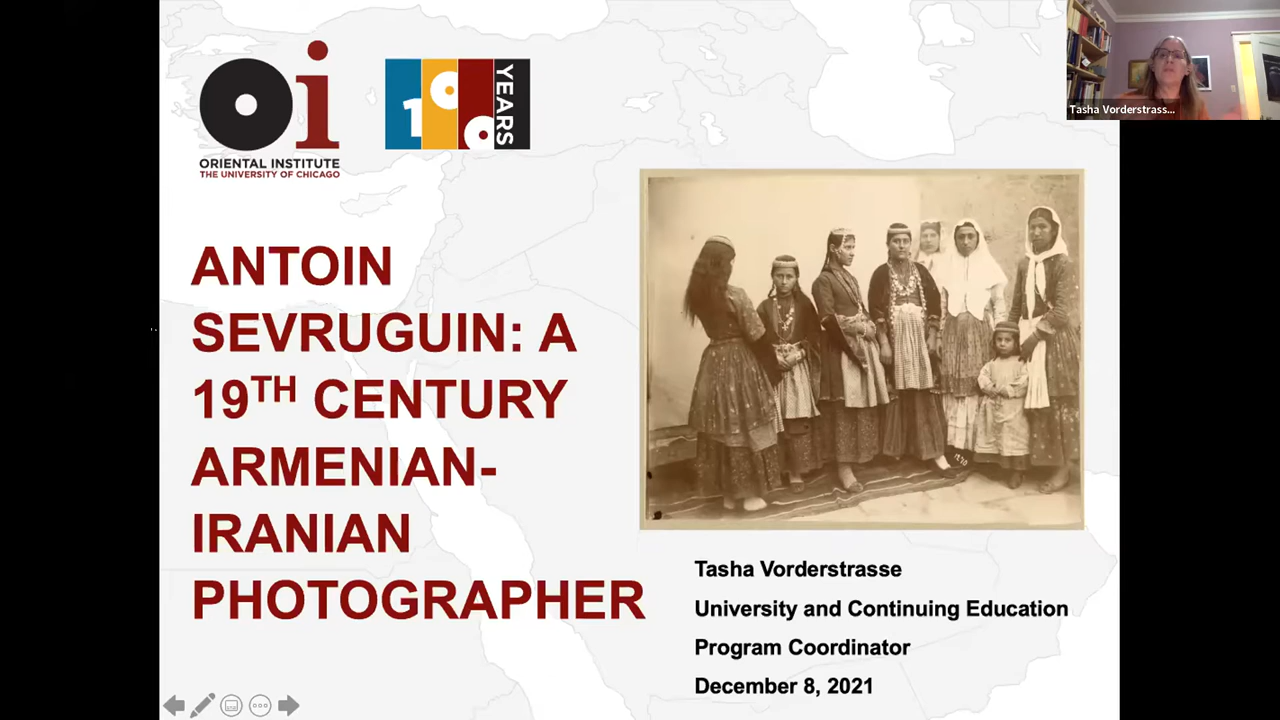 Oi
100
YEARS
ORIENTAL INSTITUTE
THE UNIVERSITY OF CHICAGO
Tasha Vorderstrass...
ANTOIN
SEVRUGUIN: A
19TH CENTURY
ARMENIAN-
IRANIAN
PHOTOGRAPHER
Tasha Vorderstrasse
University and Continuing Education
Program Coordinator
December 8, 2021